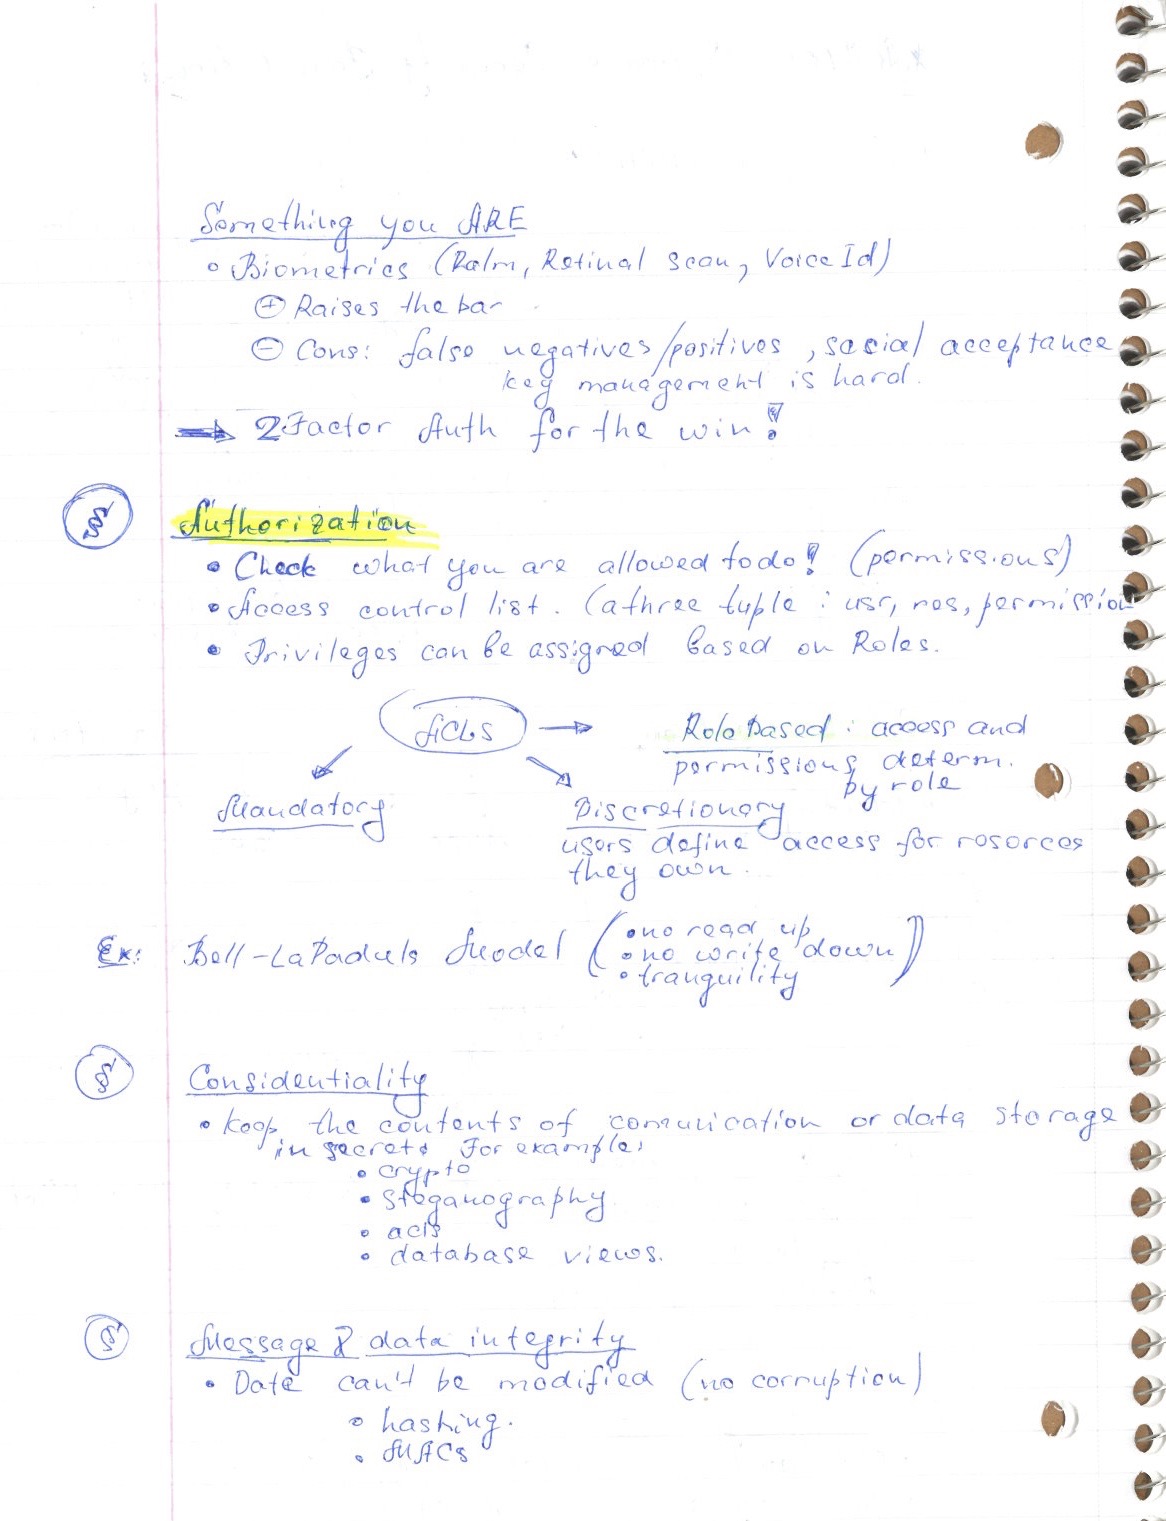 Something you ARE
• Biometrics (Palm, Retinal scan, Voice Id)
⊕ Raises the bar
⊖ Cons: false negatives/positives, social acceptance
key management is hard.
→ 2Factor Auth for the win!
§ Authorization
• Check what you are allowed to do! (permissions)
• Access control list. (a three tuple: usr, res, permission
• Privileges can be assigned based on Roles.
ACLs → Role Based: access and
permissions determ.
by role
Mandatory
Discretionary
users define access for resorces
they own.
Ex: Bell-LaPadula Model (• no read up
• no write down)
• tranquility
§ Considentiality
• keep the contents of comunication or data storage
in secret. For example:
• crypto
• steganography
• acls
• database views.
§ Message & data integrity
• Date can't be modified (no corruption)
• hashing.
• MACs